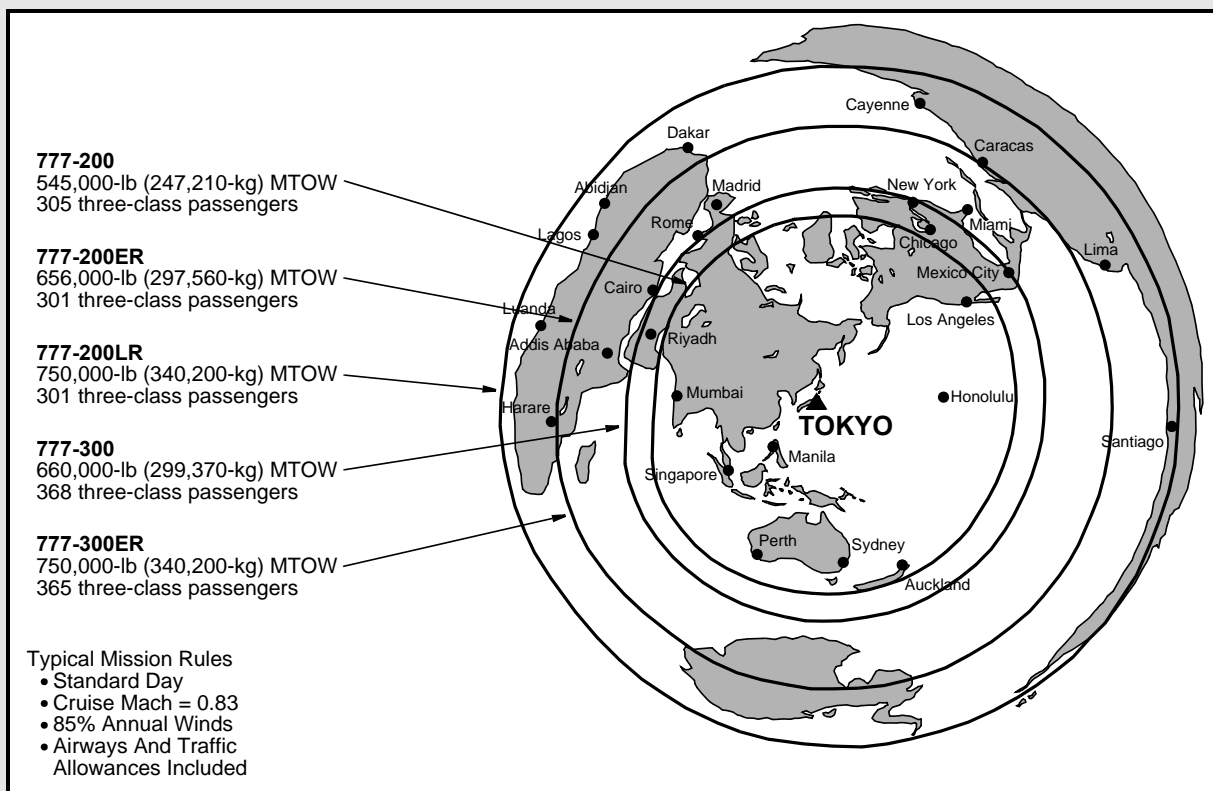 777-200
545,000-lb (247,210-kg) MTOW
305 three-class passengers
777-200ER
656,000-lb (297,560-kg) MTOW
301 three-class passengers
777-200LR
750,000-lb (340,200-kg) MTOW
301 three-class passengers
777-300
660,000-lb (299,370-kg) MTOW
368 three-class passengers
777-300ER
750,000-lb (340,200-kg) MTOW
365 three-class passengers
Typical Mission Rules
• Standard Day
• Cruise Mach = 0.83
• 85% Annual Winds
• Airways And Traffic
Allowances Included
Cayenne
Dakar
Caracas
Abidjan
Madrid
New York
Lagos
Rome
Miami
Chicago
Lima
Cairo
Mexico City
Luanda
Los Angeles
Addis Ababa
Riyadh
Harare
Mumbai
Honolulu
TOKYO
Santiago
Manila
Singapore
Perth
Sydney
Auckland